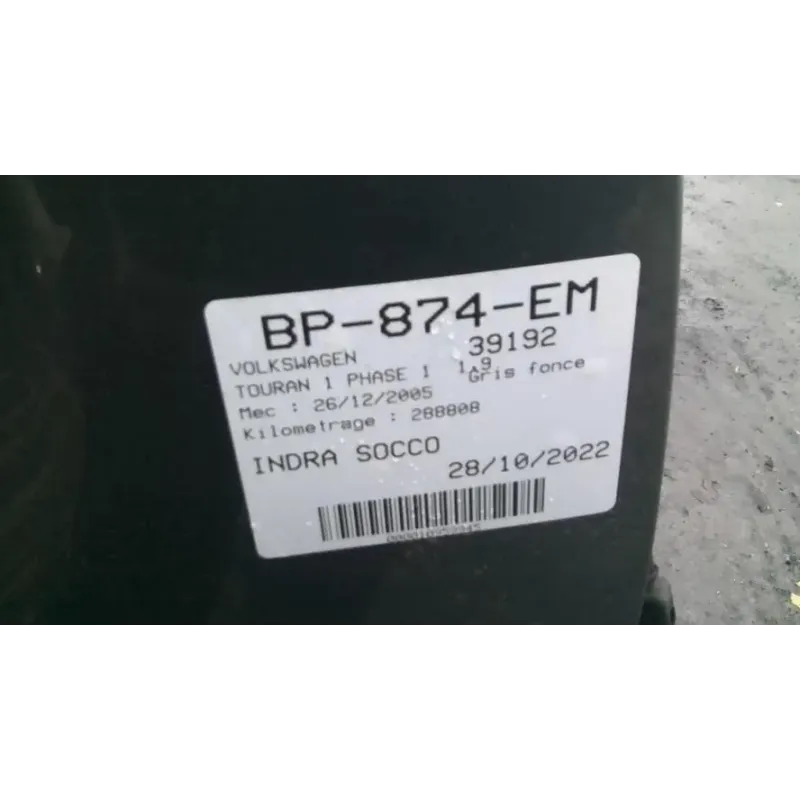 BP-874-EM
VOLKSWAGEN 39192
TOURAN 1 PHASE 1 1.9
Gris fonce
Mec : 26/12/2005
Kilometrage : 288808
INDRA SOCCO
28/10/2022